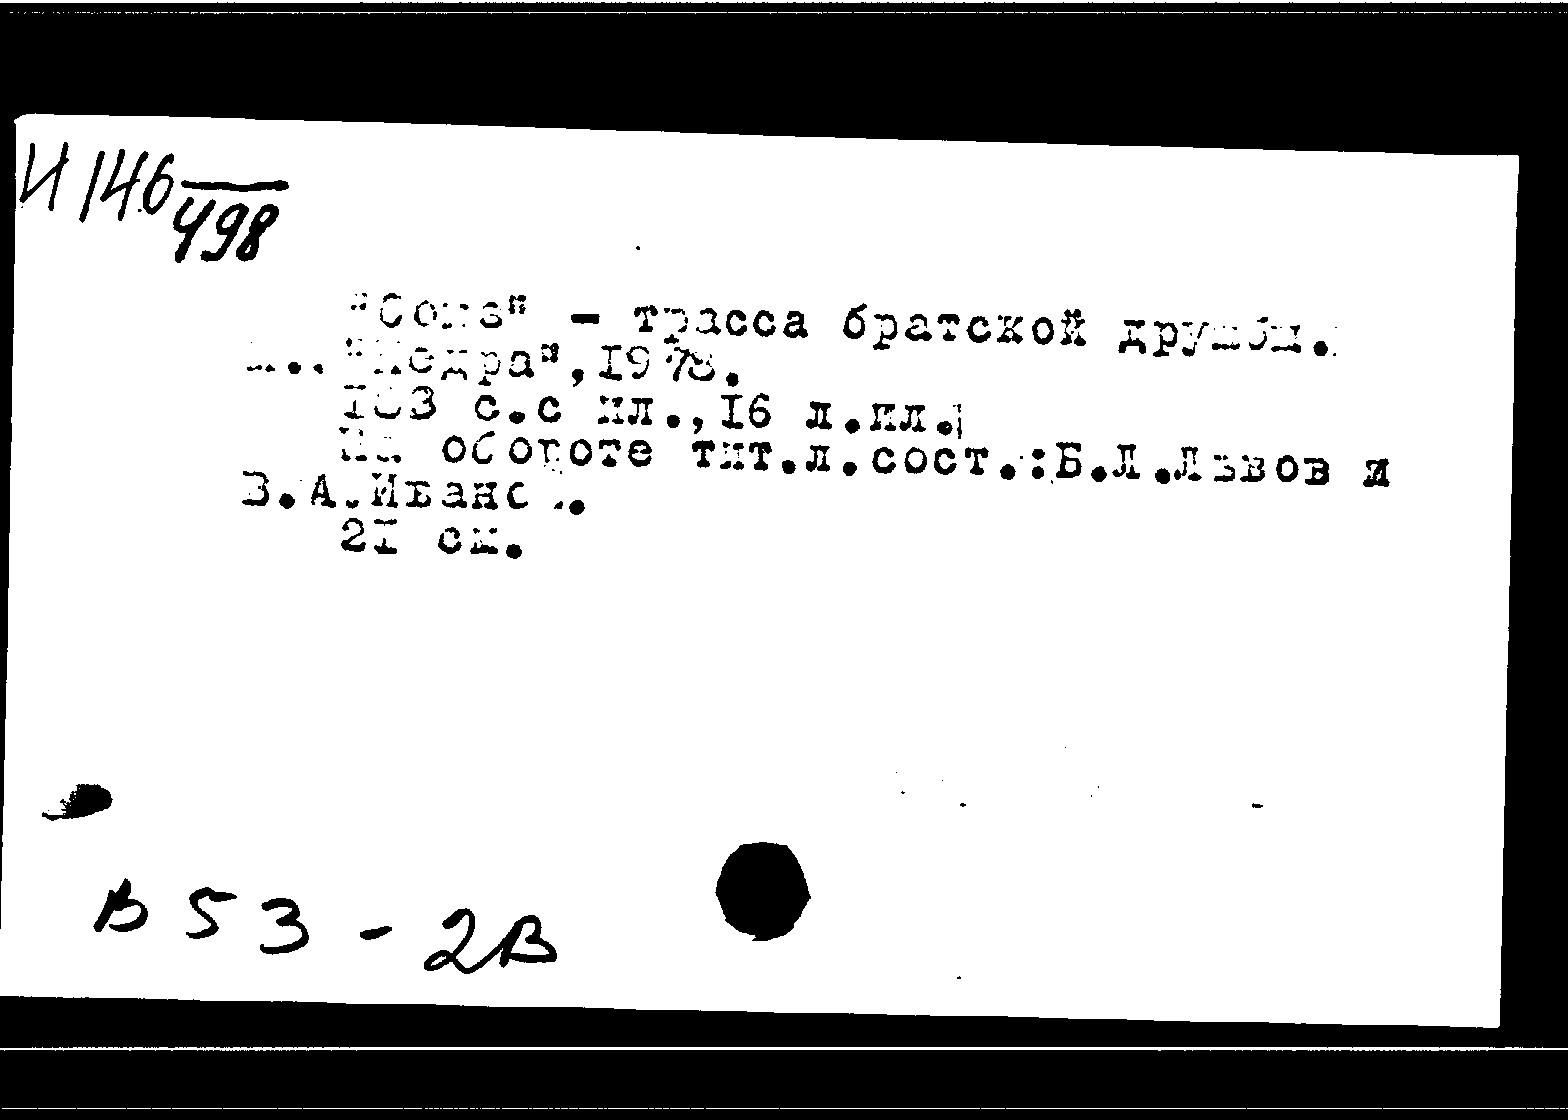 И 146
498
"Союз" - трасса братской дружбы.
М., "Недра", 1978.
с.с ил., 16 л.ил.
На обороте тит.л.сост.:Б.Л.Львов и
В.А.Иванов.
21 см.
В 53 - 2В